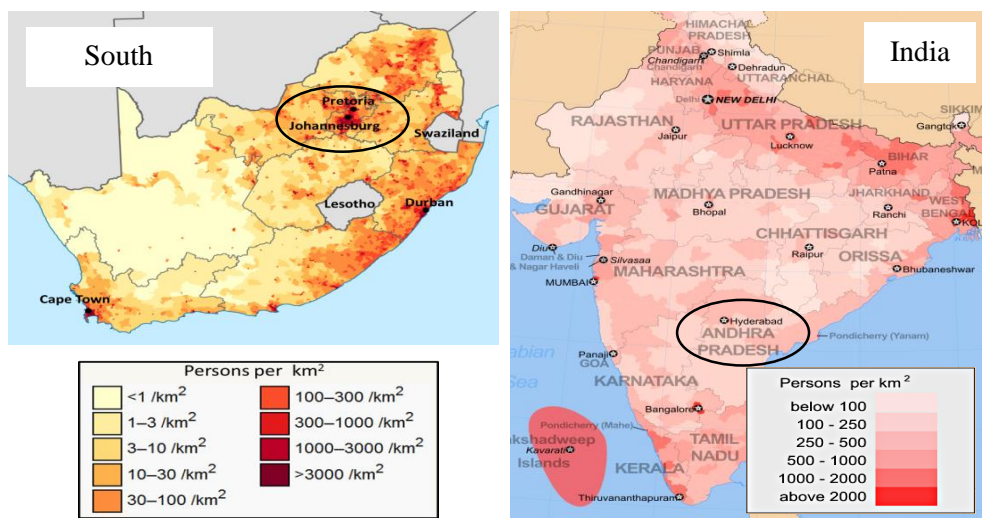 South
Pretoria
Johannesburg
Swaziland
Lesotho
Durban
Cape Town
Persons per km²
<1 /km²
1–3 /km²
3–10 /km²
10–30 /km²
30–100 /km²
100–300 /km²
300–1000 /km²
1000–3000 /km²
>3000 /km²
India
HIMACHAL
PRADESH
PUNJAB
Shimla
Chandigarh
Chandigarh
Dehradun
UTTARANCHAL
HARYANA
Delhi
NEW DELHI
SIKKIM
RAJASTHAN
UTTAR PRADESH
Gangtok
Jaipur
Lucknow
BIHAR
Patna
Gandhinagar
MADHYA PRADESH
JHARKHAND
WEST
GUJARAT
Bhopal
Ranchi
BENGAL
CHHATTISGARH
Diu
Daman & Diu
& Nagar Haveli
Silvasaa
Raipur
ORISSA
MAHARASHTRA
Bhubaneshwar
MUMBAI
Hyderabad
ANDHRA
PRADESH
Pondicherry (Yanam)
Panaji
GOA
Sea
KARNATAKA
Bangalore
Pondicherry (Mahe)
TAMIL
NADU
Kavarati
Islands
KERALA
Thiruvananthapuram
Persons per km²
below 100
100 - 250
250 - 500
500 - 1000
1000 - 2000
above 2000